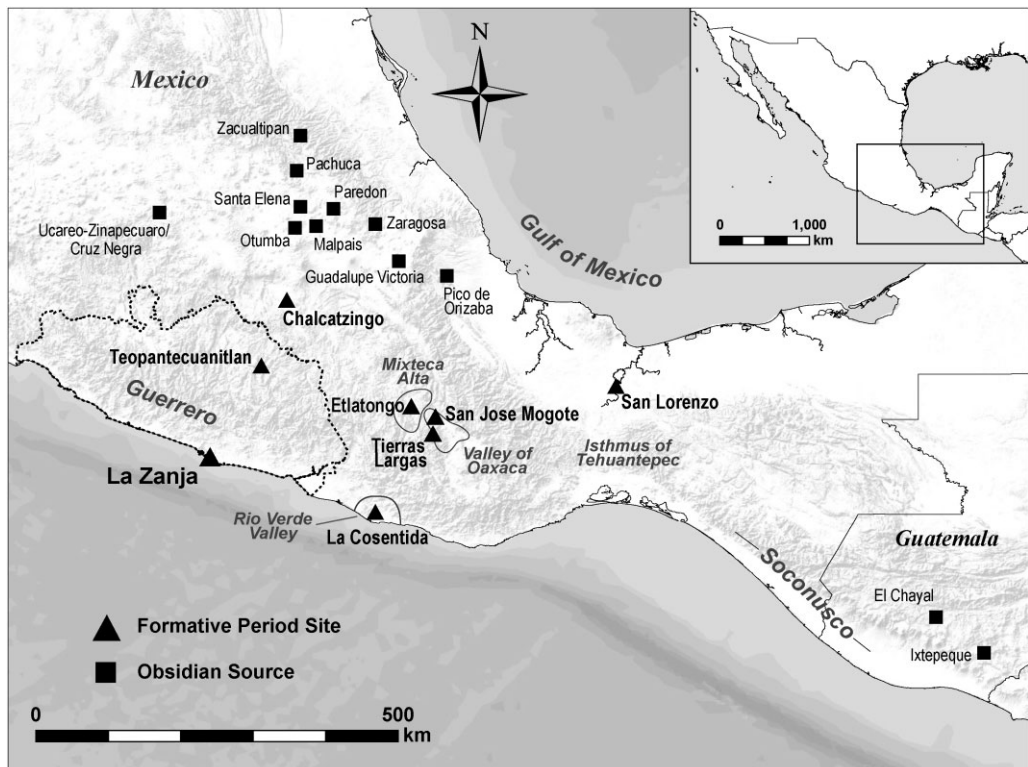 N
Mexico
Zacualtipan
Pachuca
Santa Elena
Paredon
Ucareo-Zinapecuaro/
Cruz Negra
Otumba
Malpais
Zaragosa
Guadalupe Victoria
Pico de
Orizaba
Gulf of Mexico
0 1,000
km
Chalcatzingo
Teopantecuanitlan
Guerrero
Mixteca
Alta
Etlatongo
San Jose Mogote
Tierras
Largas
Valley of
Oaxaca
San Lorenzo
Isthmus of
Tehuantepec
La Zanja
Rio Verde
Valley
La Cosentida
Soconusco
Guatemala
El Chayal
Ixtepeque
Formative Period Site
Obsidian Source
0 500
km